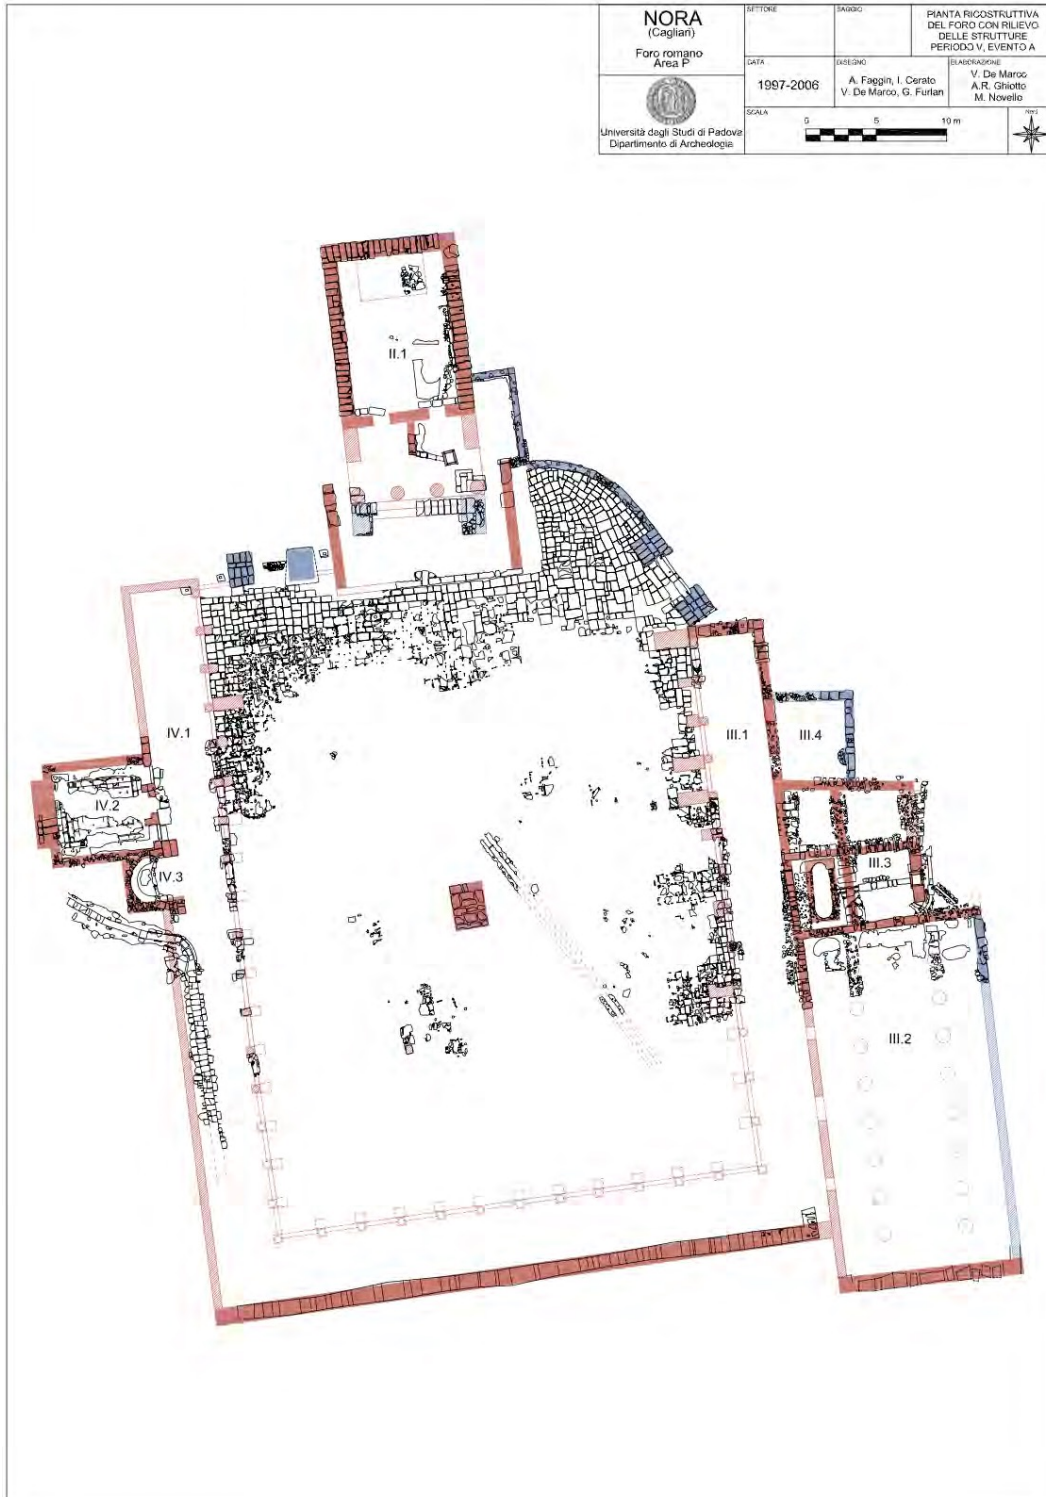 NORA
(Cagliari)
Foro romano
Area P
Università degli Studi di Padova
Dipartimento di Archeologia
SETTORE
SAGGIO
PIANTA RICOSTRUTTIVA
DEL FORO CON RILIEVO
DELLE STRUTTURE
PERIODO V, EVENTO A
DATA
1997-2006
DISEGNO
A. Faggin, I. Cerato
V. De Marco, G. Furlan
ELABORAZIONE
V. De Marco
A.R. Ghiotto
M. Novello
SCALA
0 5 10 m
II.1
IV.1
III.1
III.4
IV.2
IV.3
III.3
III.2